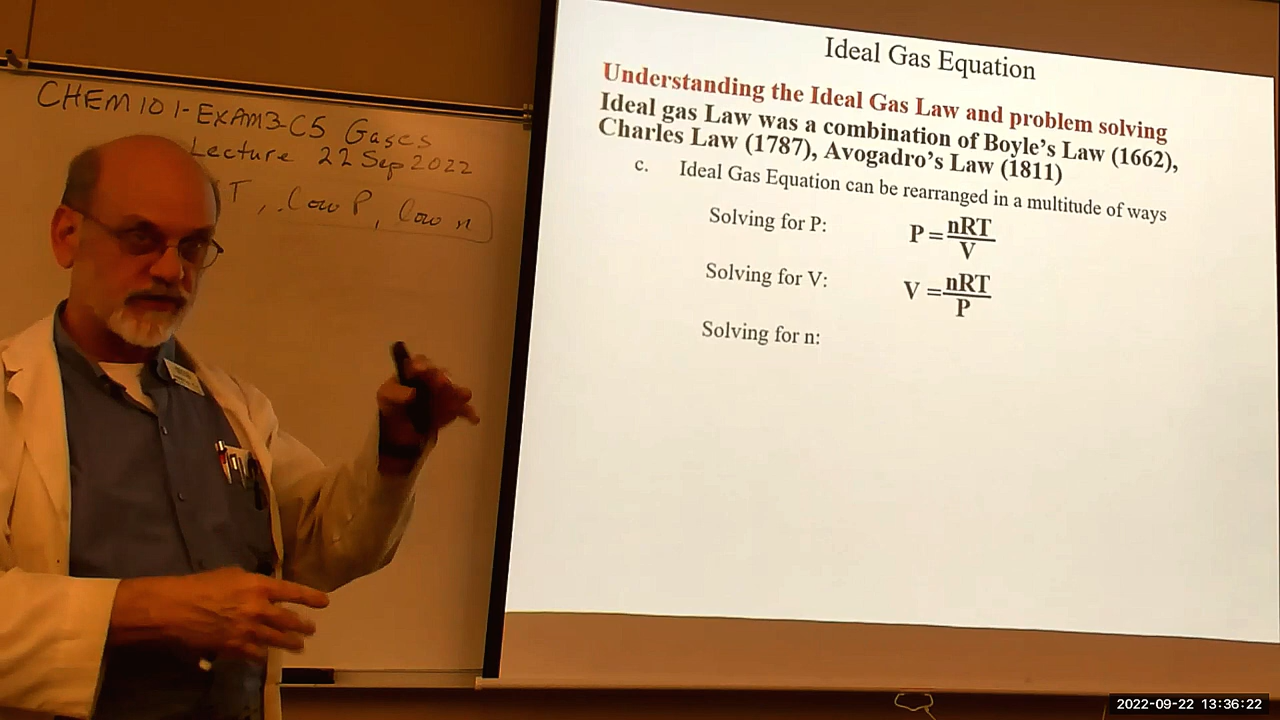 CHEM 101-EXAM3-C5 Gases
Lecture 22 Sep 2022
T, Low P, Low n
Ideal Gas Equation
Understanding the Ideal Gas Law and problem solving
Ideal gas Law was a combination of Boyle's Law (1662),
Charles Law (1787), Avogadro's Law (1811)
c. Ideal Gas Equation can be rearranged in a multitude of ways
Solving for P: P = nRT
V
Solving for V: V = nRT
P
Solving for n:
2022-09-22 13:36:22